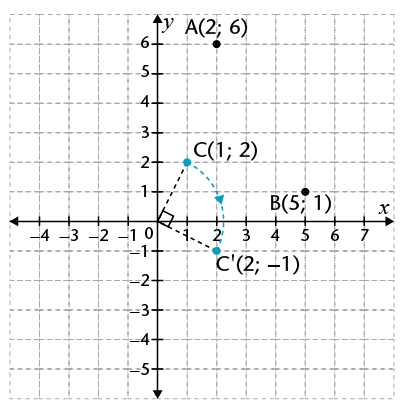 y
A(2; 6)
6
5
4
3
C(1; 2)
2
1
B(5; 1)
x
–4 –3 –2 –1 0 1 2 3 4 5 6 7
–1
C'(2; –1)
–2
–3
–4
–5